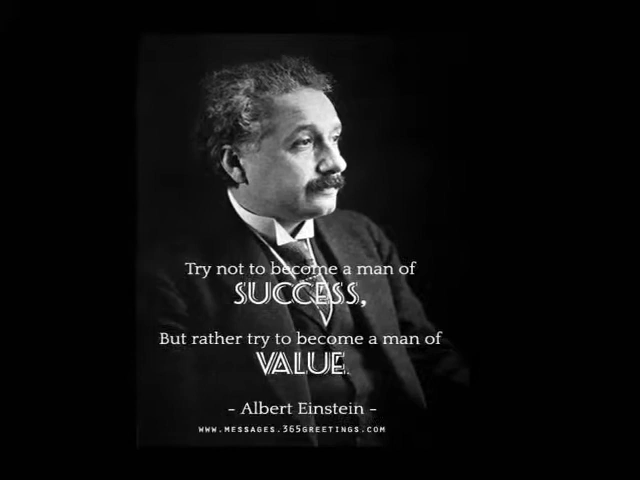 Try not to become a man of
SUCCESS,
But rather try to become a man of
VALUE.
- Albert Einstein -
WWW.MESSAGES.365GREETINGS.COM